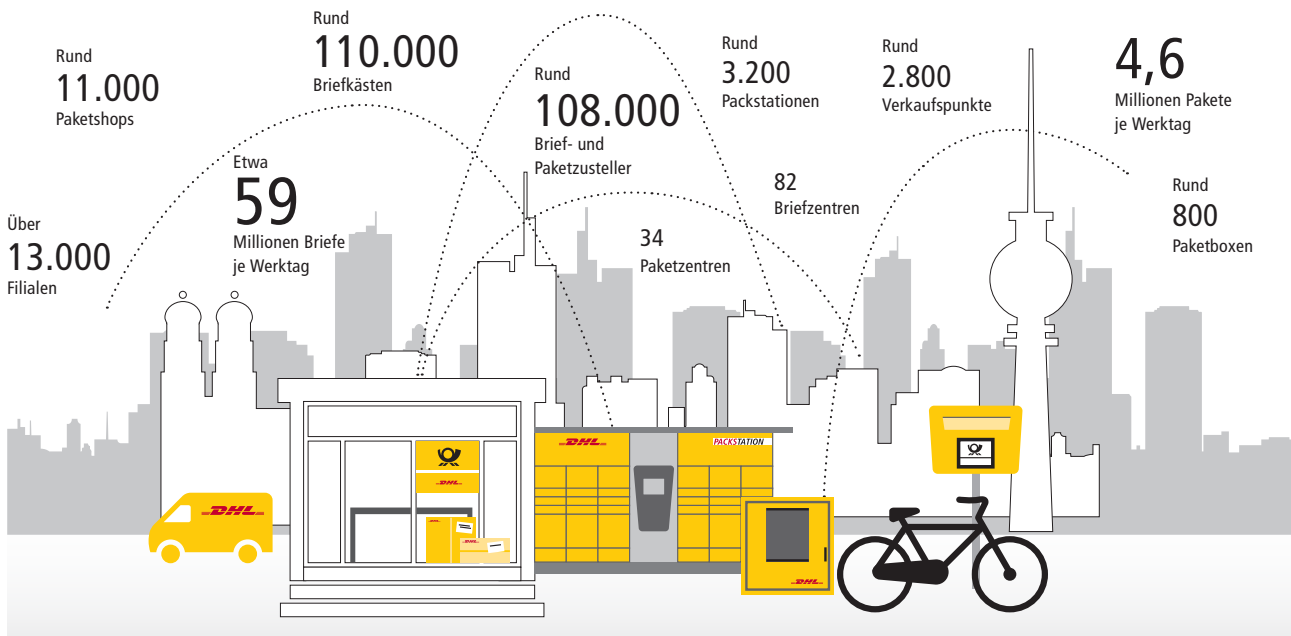 Rund
11.000
Paketshops
Rund
110.000
Briefkästen
Rund
108.000
Brief- und
Paketzusteller
Rund
3.200
Packstationen
Rund
2.800
Verkaufspunkte
4,6
Millionen Pakete
je Werktag
Über
13.000
Filialen
Etwa
59
Millionen Briefe
je Werktag
34
Paketzentren
82
Briefzentren
Rund
800
Paketboxen
DHL
DHL
DHL
PACKSTATION
DHL
DHL
DHL